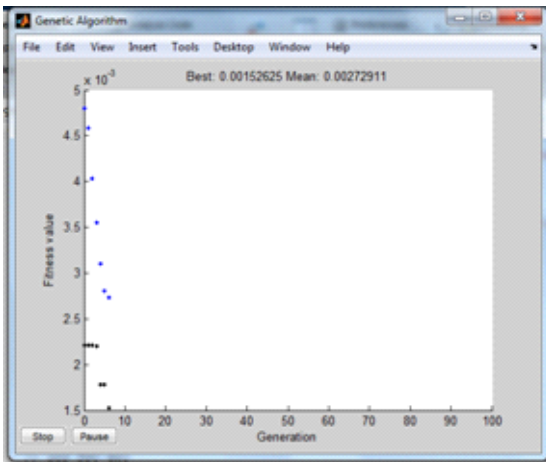 Genetic Algorithm
File Edit View Insert Tools Desktop Window Help
Best: 0.00152625 Mean: 0.00272911
x 10-3
5
4.5
4
3.5
3
2.5
2
1.5
Fitness value
0 10 20 30 40 50 60 70 80 90 100
Generation
Stop Pause